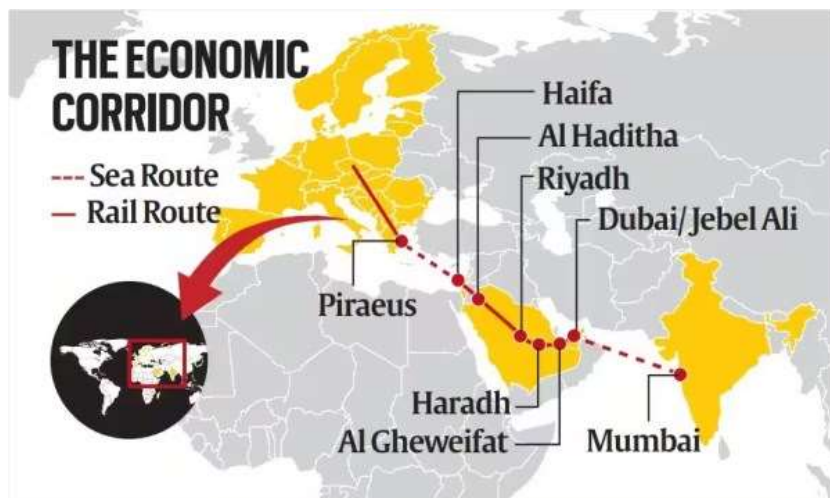 THE ECONOMIC
CORRIDOR
Sea Route
Rail Route
Haifa
Al Haditha
Riyadh
Dubai/Jebel Ali
Piraeus
Haradh
Al Gheweifat
Mumbai